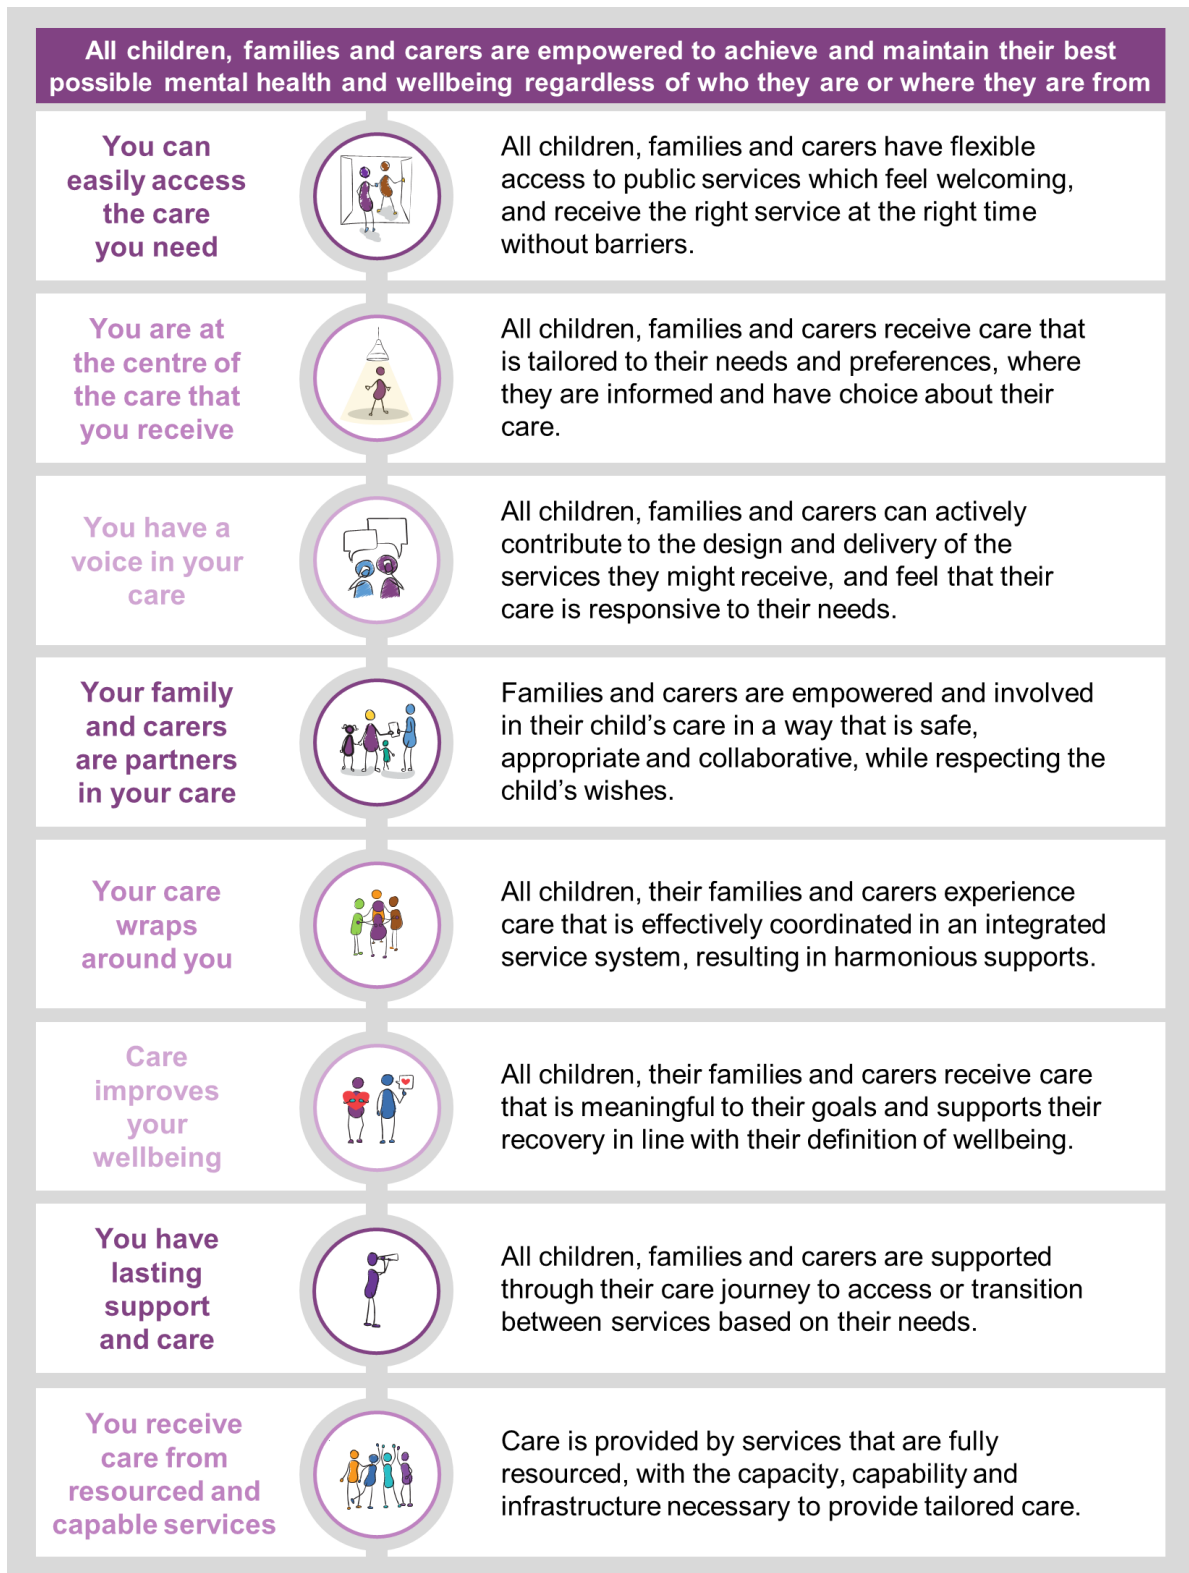 All children, families and carers are empowered to achieve and maintain their best
possible mental health and wellbeing regardless of who they are or where they are from
You can
easily access
the care
you need
All children, families and carers have flexible
access to public services which feel welcoming,
and receive the right service at the right time
without barriers.
You are at
the centre of
the care that
you receive
All children, families and carers receive care that
is tailored to their needs and preferences, where
they are informed and have choice about their
care.
You have a
voice in your
care
All children, families and carers can actively
contribute to the design and delivery of the
services they might receive, and feel that their
care is responsive to their needs.
Your family
and carers
are partners
in your care
Families and carers are empowered and involved
in their child’s care in a way that is safe,
appropriate and collaborative, while respecting the
child’s wishes.
Your care
wraps
around you
All children, their families and carers experience
care that is effectively coordinated in an integrated
service system, resulting in harmonious supports.
Care
improves
your
wellbeing
All children, their families and carers receive care
that is meaningful to their goals and supports their
recovery in line with their definition of wellbeing.
You have
lasting
support
and care
All children, families and carers are supported
through their care journey to access or transition
between services based on their needs.
You receive
care from
resourced and
capable services
Care is provided by services that are fully
resourced, with the capacity, capability and
infrastructure necessary to provide tailored care.